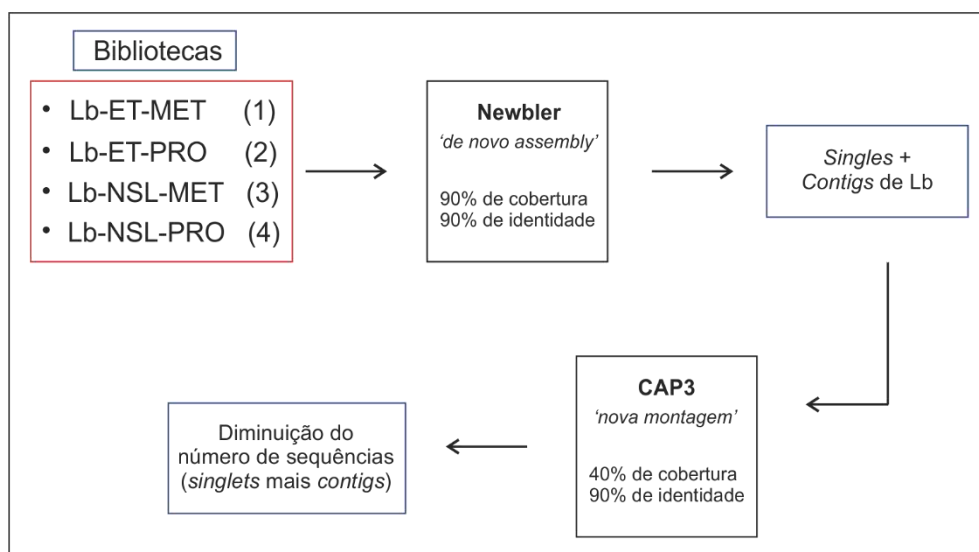 Bibliotecas
• Lb-ET-MET (1)
• Lb-ET-PRO (2)
• Lb-NSL-MET (3)
• Lb-NSL-PRO (4)
Newbler
‘de novo assembly’
90% de cobertura
90% de identidade
Singles +
Contigs de Lb
CAP3
‘nova montagem’
40% de cobertura
90% de identidade
Diminuição do
número de sequências
(singlets mais contigs)